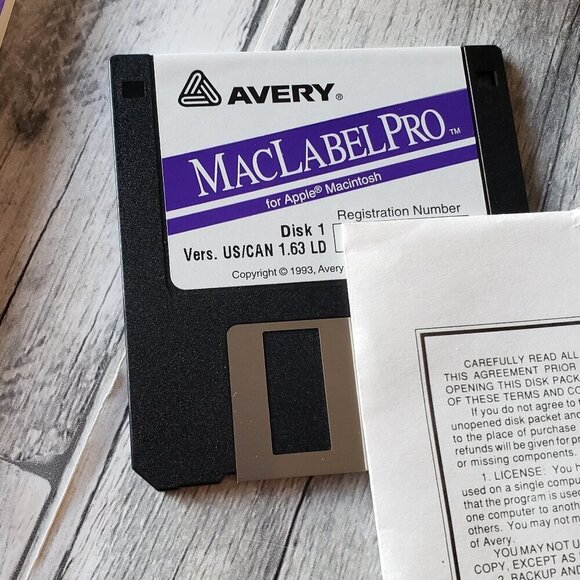 AVERY®
MACLABELPRO™
for Apple® Macintosh
Registration Number
Disk 1
Vers. US/CAN 1.63 LD
Copyright © 1993, Avery
CAREFULLY READ ALL
THIS AGREEMENT PRIOR
OPENING THIS DISK PACK
OF THESE TERMS AND CO
If you do not agree to
unopened disk packet and
to the place of purchase
refunds will be given for
or missing components.
1. LICENSE: You
used on a single compu
that the program is used
one computer to anoth
others. You may not
of Avery.
YOU MAY NOT U
COPY, EXCEPT AS
BACKUP AND